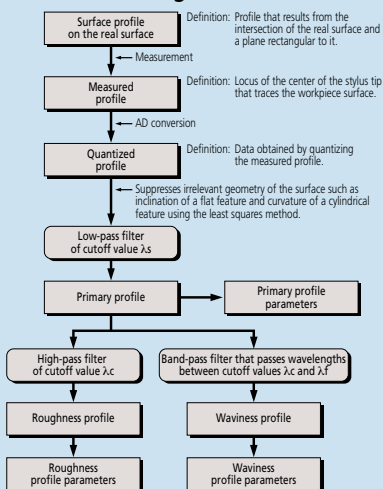 Surface profile
on the real surface
Definition: Profile that results from the
intersection of the real surface and
a plane rectangular to it.
Measurement
Measured
profile
Definition: Locus of the center of the stylus tip
that traces the workpiece surface.
AD conversion
Quantized
profile
Definition: Data obtained by quantizing
the measured profile.
Suppresses irrelevant geometry of the surface such as
inclination of a flat feature and curvature of a cylindrical
feature using the least squares method.
Low-pass filter
of cutoff value λs
Primary profile
Primary profile
parameters
High-pass filter
of cutoff value λc
Band-pass filter that passes wavelengths
between cutoff values λc and λf
Roughness profile
Waviness profile
Roughness
profile parameters
Waviness
profile parameters